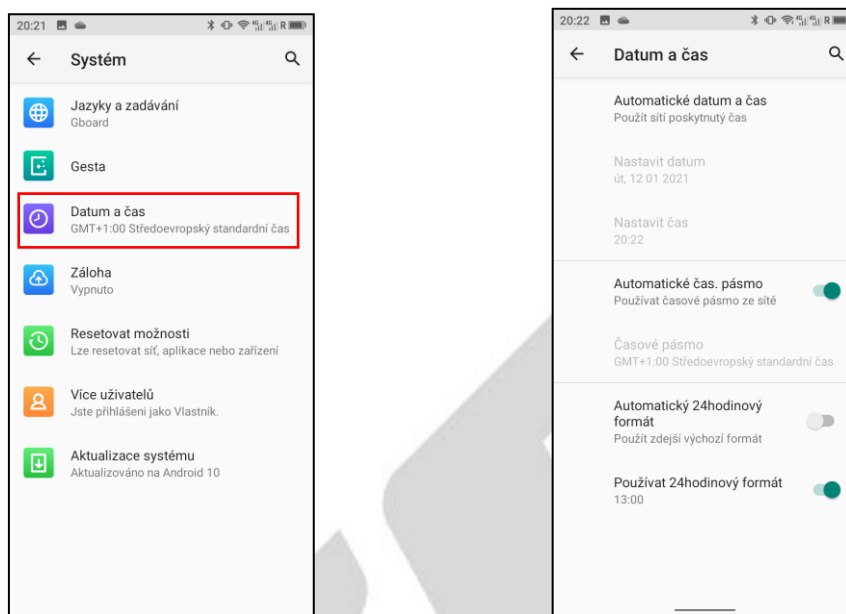 20:21
R
Systém
Jazyky a zadávání
Gboard
Gesta
Datum a čas
GMT+1:00 Středoevropský standardní čas
Záloha
Vypnuto
Resetovat možnosti
Lze resetovat síť, aplikace nebo zařízení
Více uživatelů
Jste přihlášeni jako Vlastník.
Aktualizace systému
Aktualizováno na Android 10
20:22
R
Datum a čas
Automatické datum a čas
Použít sítí poskytnutý čas
Nastavit datum
út, 12 01 2021
Nastavit čas
20:22
Automatické čas. pásmo
Používat časové pásmo ze sítě
Časové pásmo
GMT+1:00 Středoevropský standardní čas
Automatický 24hodinový
formát
Použít zdejší výchozí formát
Používat 24hodinový formát
13:00